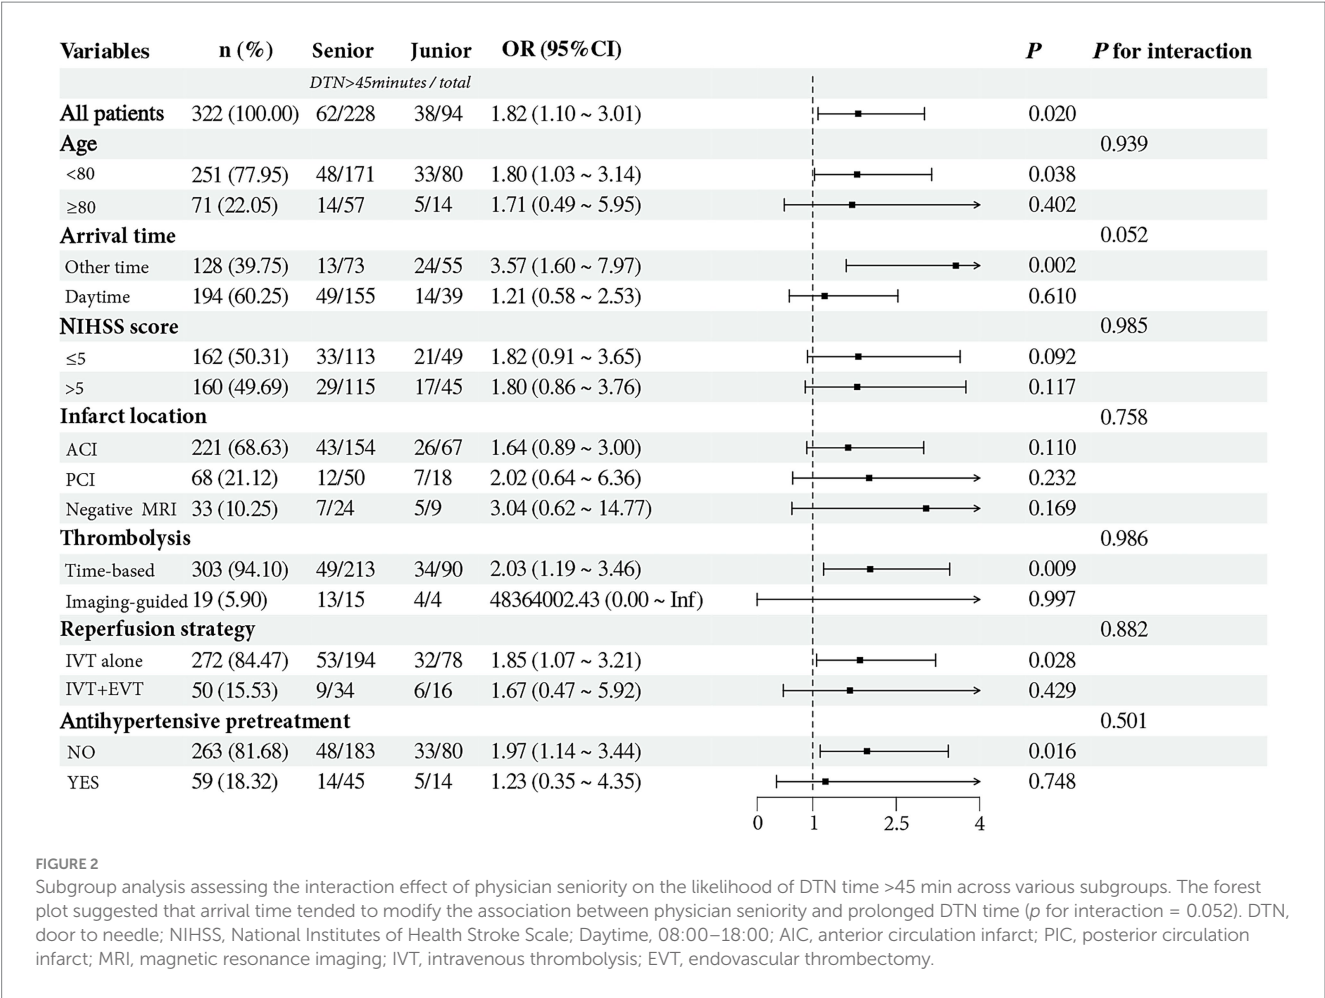 Variables n (%) Senior Junior OR (95%CI) P P for interaction
DTN>45minutes / total
All patients 322 (100.00) 62/228 38/94 1.82 (1.10 ~ 3.01) 0.020
Age 0.939
<80 251 (77.95) 48/171 33/80 1.80 (1.03 ~ 3.14) 0.038
≥80 71 (22.05) 14/57 5/14 1.71 (0.49 ~ 5.95) 0.402
Arrival time 0.052
Other time 128 (39.75) 13/73 24/55 3.57 (1.60 ~ 7.97) 0.002
Daytime 194 (60.25) 49/155 14/39 1.21 (0.58 ~ 2.53) 0.610
NIHSS score 0.985
≤5 162 (50.31) 33/113 21/49 1.82 (0.91 ~ 3.65) 0.092
>5 160 (49.69) 29/115 17/45 1.80 (0.86 ~ 3.76) 0.117
Infarct location 0.758
ACI 221 (68.63) 43/154 26/67 1.64 (0.89 ~ 3.00) 0.110
PCI 68 (21.12) 12/50 7/18 2.02 (0.64 ~ 6.36) 0.232
Negative MRI 33 (10.25) 7/24 5/9 3.04 (0.62 ~ 14.77) 0.169
Thrombolysis 0.986
Time-based 303 (94.10) 49/213 34/90 2.03 (1.19 ~ 3.46) 0.009
Imaging-guided 19 (5.90) 13/15 4/4 48364002.43 (0.00 ~ Inf) 0.997
Reperfusion strategy 0.882
IVT alone 272 (84.47) 53/194 32/78 1.85 (1.07 ~ 3.21) 0.028
IVT+EVT 50 (15.53) 9/34 6/16 1.67 (0.47 ~ 5.92) 0.429
Antihypertensive pretreatment 0.501
NO 263 (81.68) 48/183 33/80 1.97 (1.14 ~ 3.44) 0.016
YES 59 (18.32) 14/45 5/14 1.23 (0.35 ~ 4.35) 0.748
0 1 2.5 4
FIGURE 2
Subgroup analysis assessing the interaction effect of physician seniority on the likelihood of DTN time >45 min across various subgroups. The forest
plot suggested that arrival time tended to modify the association between physician seniority and prolonged DTN time (p for interaction = 0.052). DTN,
door to needle; NIHSS, National Institutes of Health Stroke Scale; Daytime, 08:00–18:00; AIC, anterior circulation infarct; PIC, posterior circulation
infarct; MRI, magnetic resonance imaging; IVT, intravenous thrombolysis; EVT, endovascular thrombectomy.